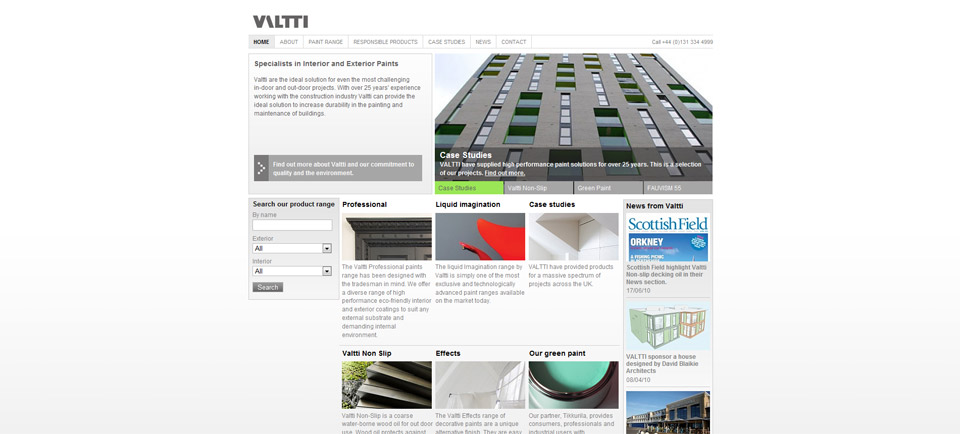 VALTTI
HOME ABOUT PAINT RANGE RESPONSIBLE PRODUCTS CASE STUDIES NEWS CONTACT
Call +44 (0)131 334 4999
Specialists in Interior and Exterior Paints
Valtti are the ideal solution for even the most challenging
in-door and out-door projects. With over 25 years' experience
working with the construction industry Valtti can provide the
ideal solution to increase durability in the painting and
maintenance of buildings.
Find out more about Valtti and our commitment to
quality and the environment.
Case Studies
VALTTI have supplied high performance paint solutions for over 25 years. This is a selection
of our projects. Find out more.
Case Studies
Valtti Non-Slip
Green Paint
FAUVISM 55
Search our product range
By name
Exterior
All
Interior
All
Search
Professional
The Valtti Professional paints
range has been designed with
the tradesman in mind. We offer
a diverse range of high
performance eco-friendly interior
and exterior coatings to suit any
external substrate and
demanding internal
environment.
Liquid imagination
The liquid imagination range by
Valtti is simply one of the most
exclusive and technologically
advanced paint ranges available
on the market today.
Case studies
VALTTI have provided products
for a massive spectrum of
projects across the UK.
News from Valtti
Scottish Field
ORKNEY
A FISHING PICNIC
Scottish Field highlight Valtti
Non-slip decking oil in their
News section.
17/06/10
VALTTI sponsor a house
designed by David Blaikie
Architects
08/04/10
Valtti Non Slip
Valtti Non-Slip is a coarse
water-borne wood oil for out door
use. Wood oil protects against
Effects
The Valtti Effects range of
decorative paints are a unique
alternative finish. They are easy
Our green paint
Our partner, Tikkurila, provides
consumers, professionals and
industrial users with